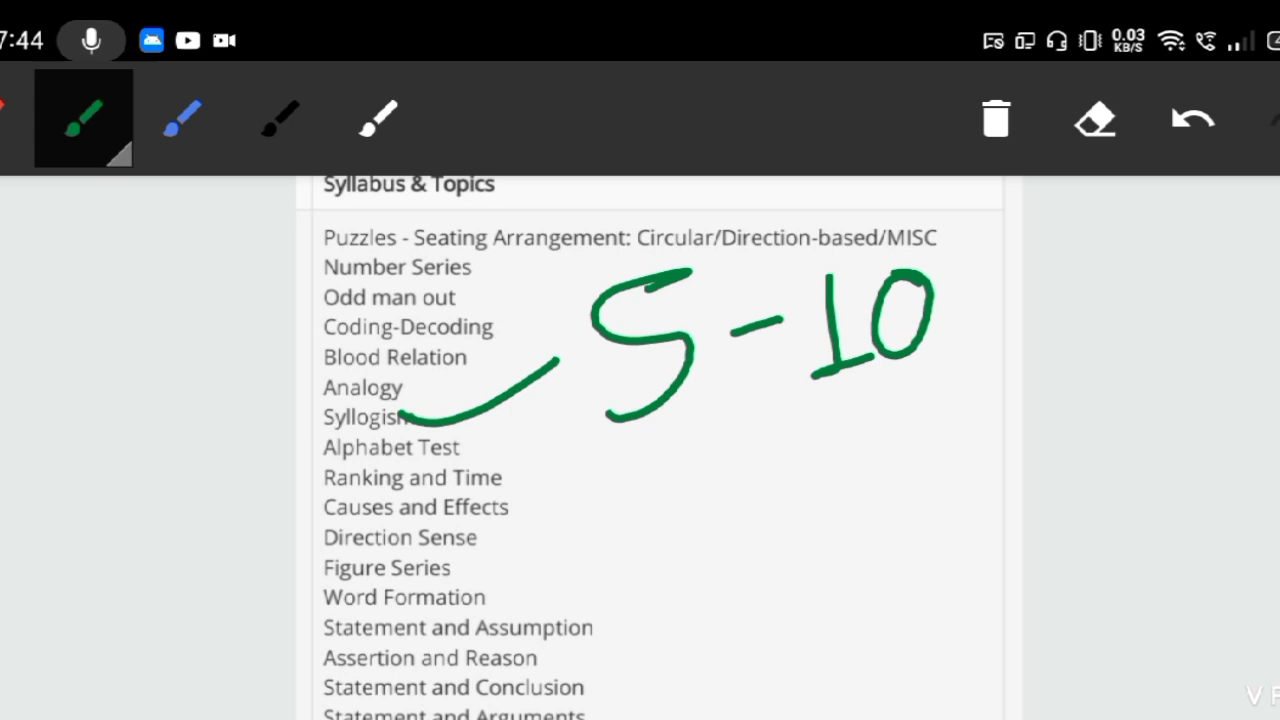 7:44
0.03
KB/S
Syllabus & Topics
Puzzles - Seating Arrangement: Circular/Direction-based/MISC
Number Series
Odd man out
Coding-Decoding
Blood Relation
Analogy
5-10
Alphabet Test
Ranking and Time
Causes and Effects
Direction Sense
Figure Series
Word Formation
Statement and Assumption
Assertion and Reason
Statement and Conclusion
Statement and Arguments